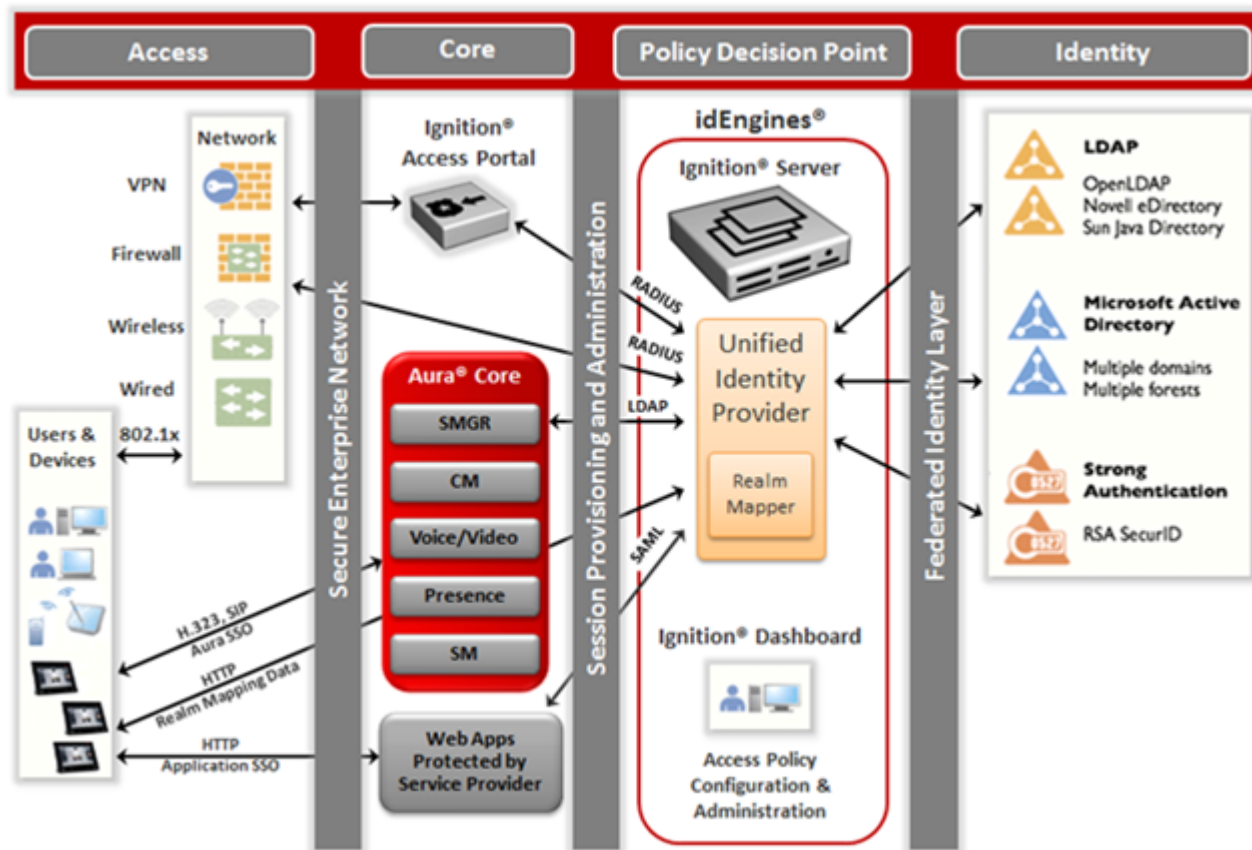 Access
Core
Policy Decision Point
Identity
Network
VPN
Firewall
Wireless
Wired
802.1x
Users &
Devices
H.323, SIP
Aura SSO
HTTP
Realm Mapping Data
HTTP
Application SSO
Secure Enterprise Network
Ignition®
Access Portal
Aura® Core
SMGR
CM
Voice/Video
Presence
SM
Web Apps
Protected by
Service Provider
Session Provisioning and Administration
RADIUS
RADIUS
LDAP
SAML
idEngines®
Ignition® Server
Unified
Identity
Provider
Realm
Mapper
Ignition® Dashboard
Access Policy
Configuration &
Administration
Federated Identity Layer
LDAP
OpenLDAP
Novell eDirectory
Sun Java Directory
Microsoft Active
Directory
Multiple domains
Multiple forests
Strong
Authentication
RSA SecurID